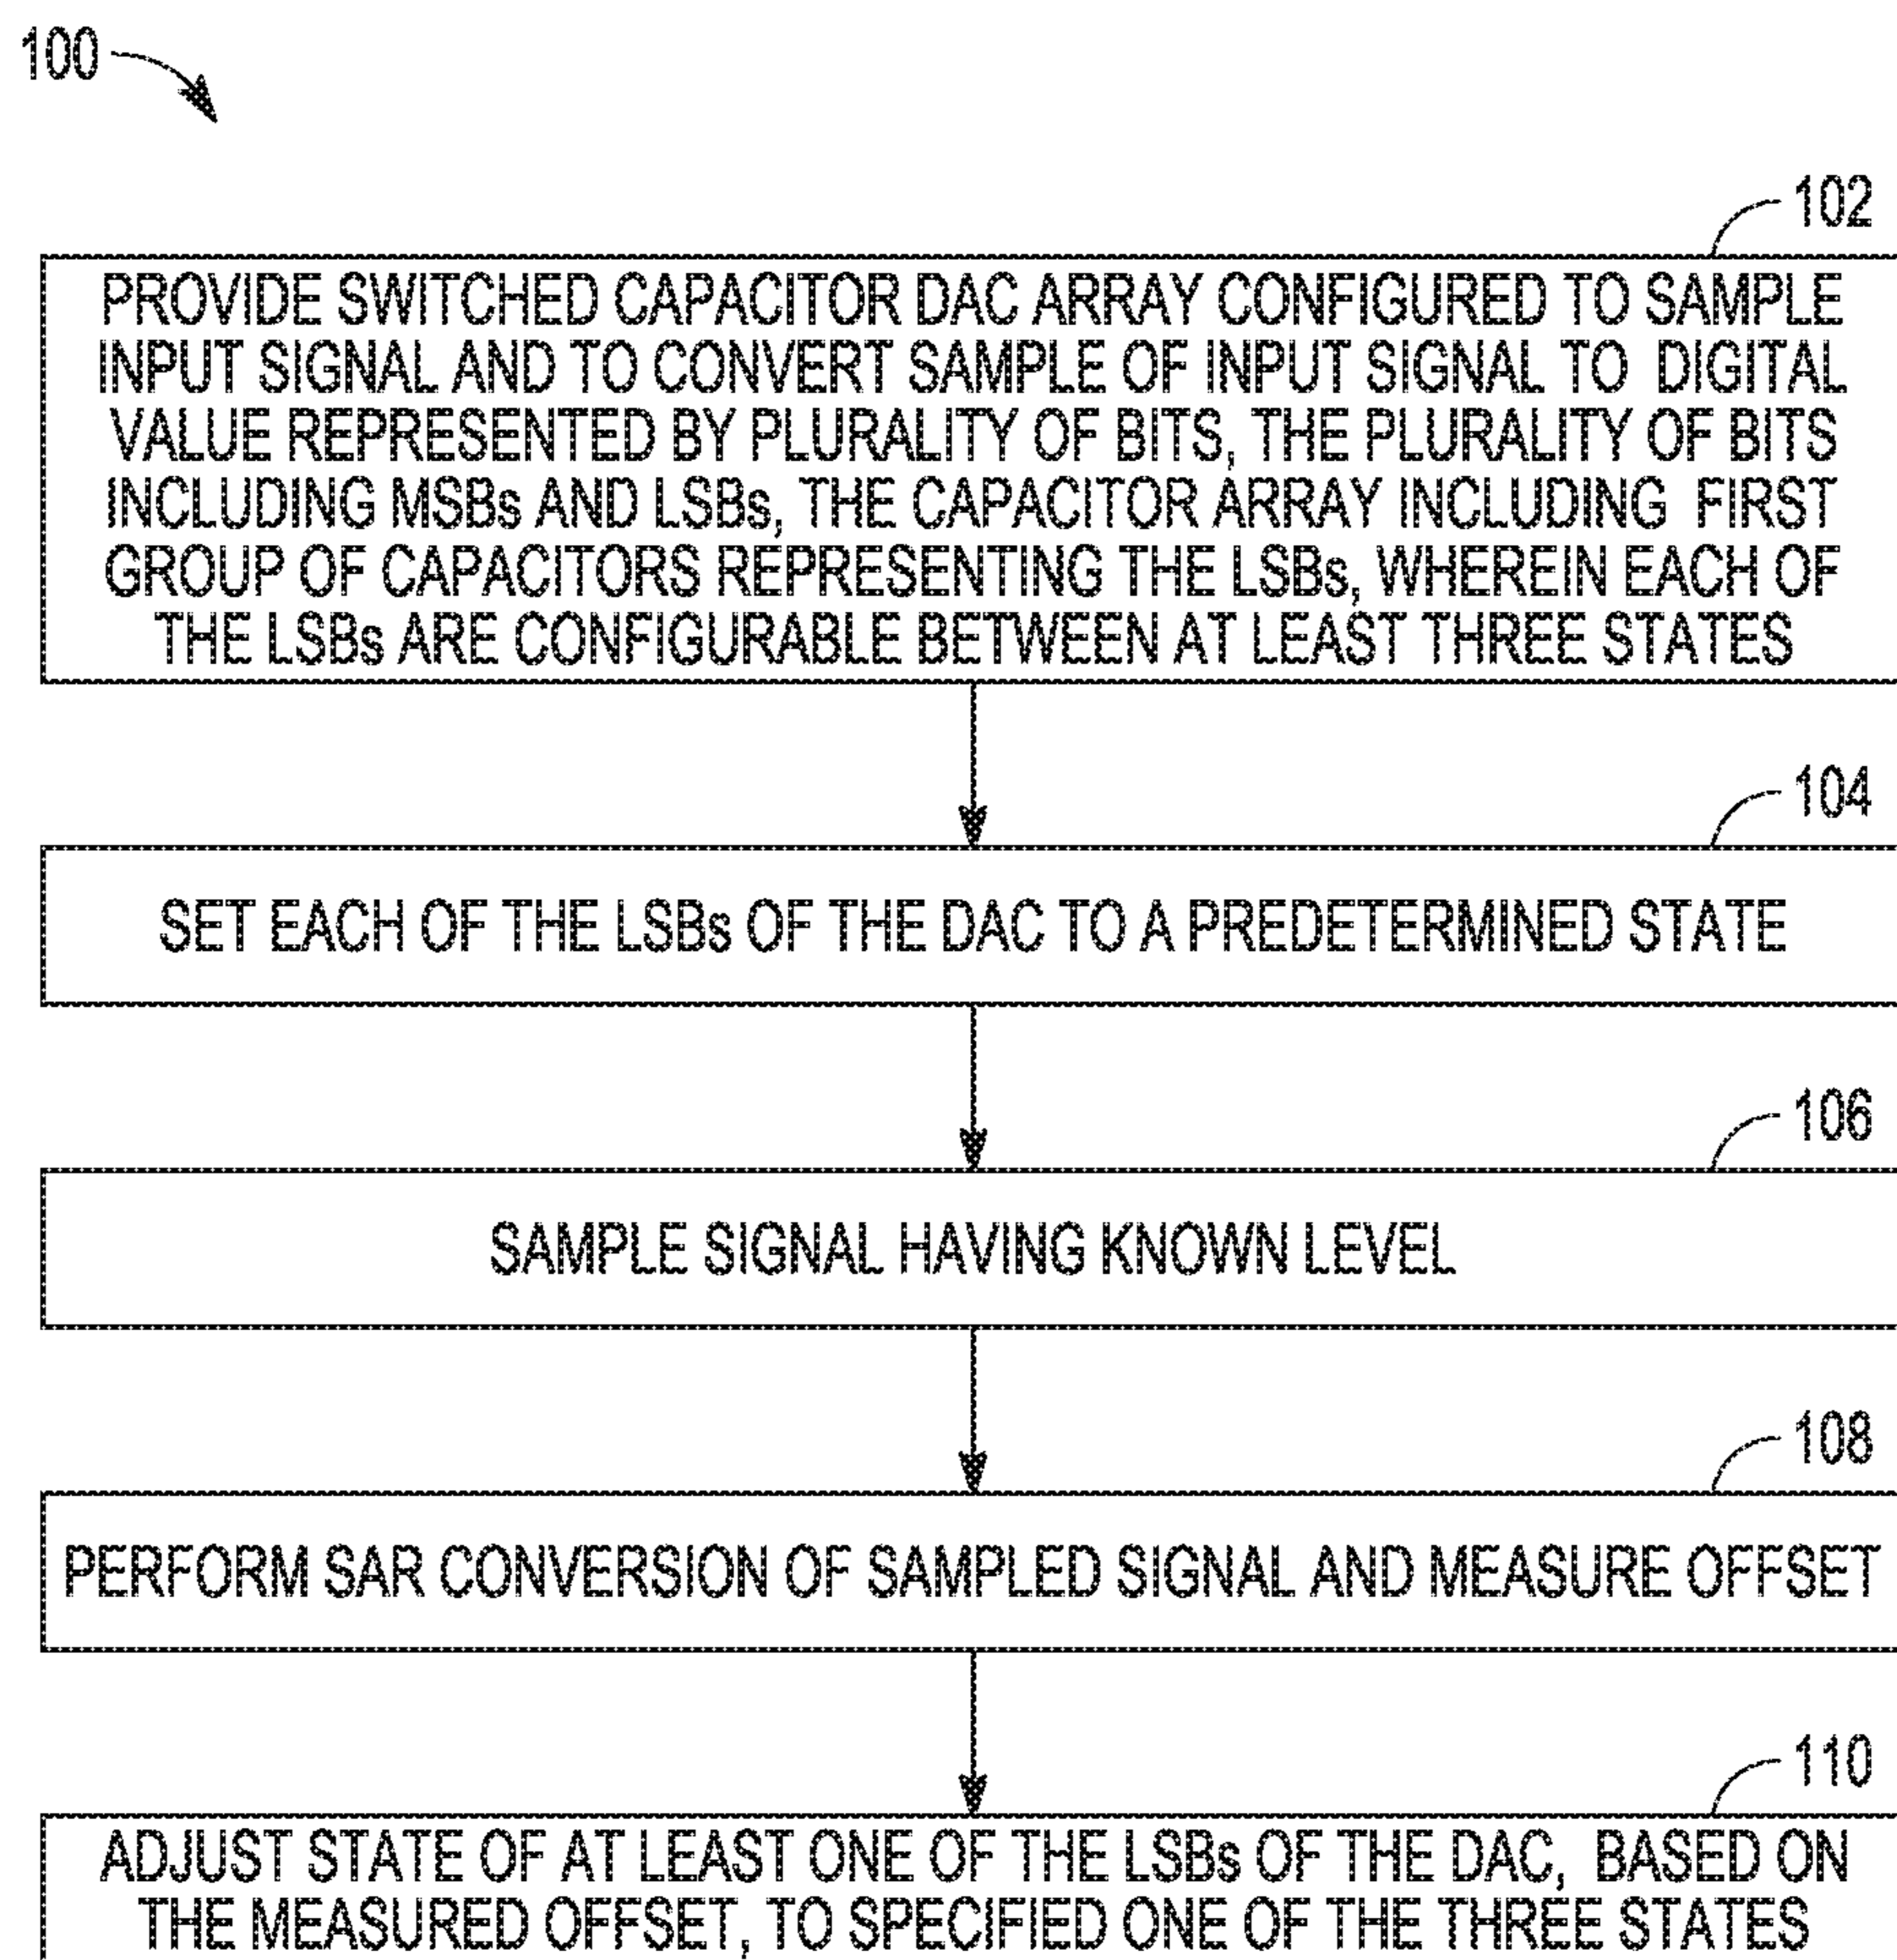 100
102
PROVIDE SWITCHED CAPACITOR DAC ARRAY CONFIGURED TO SAMPLE
INPUT SIGNAL AND TO CONVERT SAMPLE OF INPUT SIGNAL TO DIGITAL
VALUE REPRESENTED BY PLURALITY OF BITS, THE PLURALITY OF BITS
INCLUDING MSBs AND LSBs, THE CAPACITOR ARRAY INCLUDING FIRST
GROUP OF CAPACITORS REPRESENTING THE LSBs, WHEREIN EACH OF
THE LSBs ARE CONFIGURABLE BETWEEN AT LEAST THREE STATES
104
SET EACH OF THE LSBs OF THE DAC TO A PREDETERMINED STATE
106
SAMPLE SIGNAL HAVING KNOWN LEVEL
108
PERFORM SAR CONVERSION OF SAMPLED SIGNAL AND MEASURE OFFSET
110
ADJUST STATE OF AT LEAST ONE OF THE LSBs OF THE DAC, BASED ON
THE MEASURED OFFSET, TO SPECIFIED ONE OF THE THREE STATES